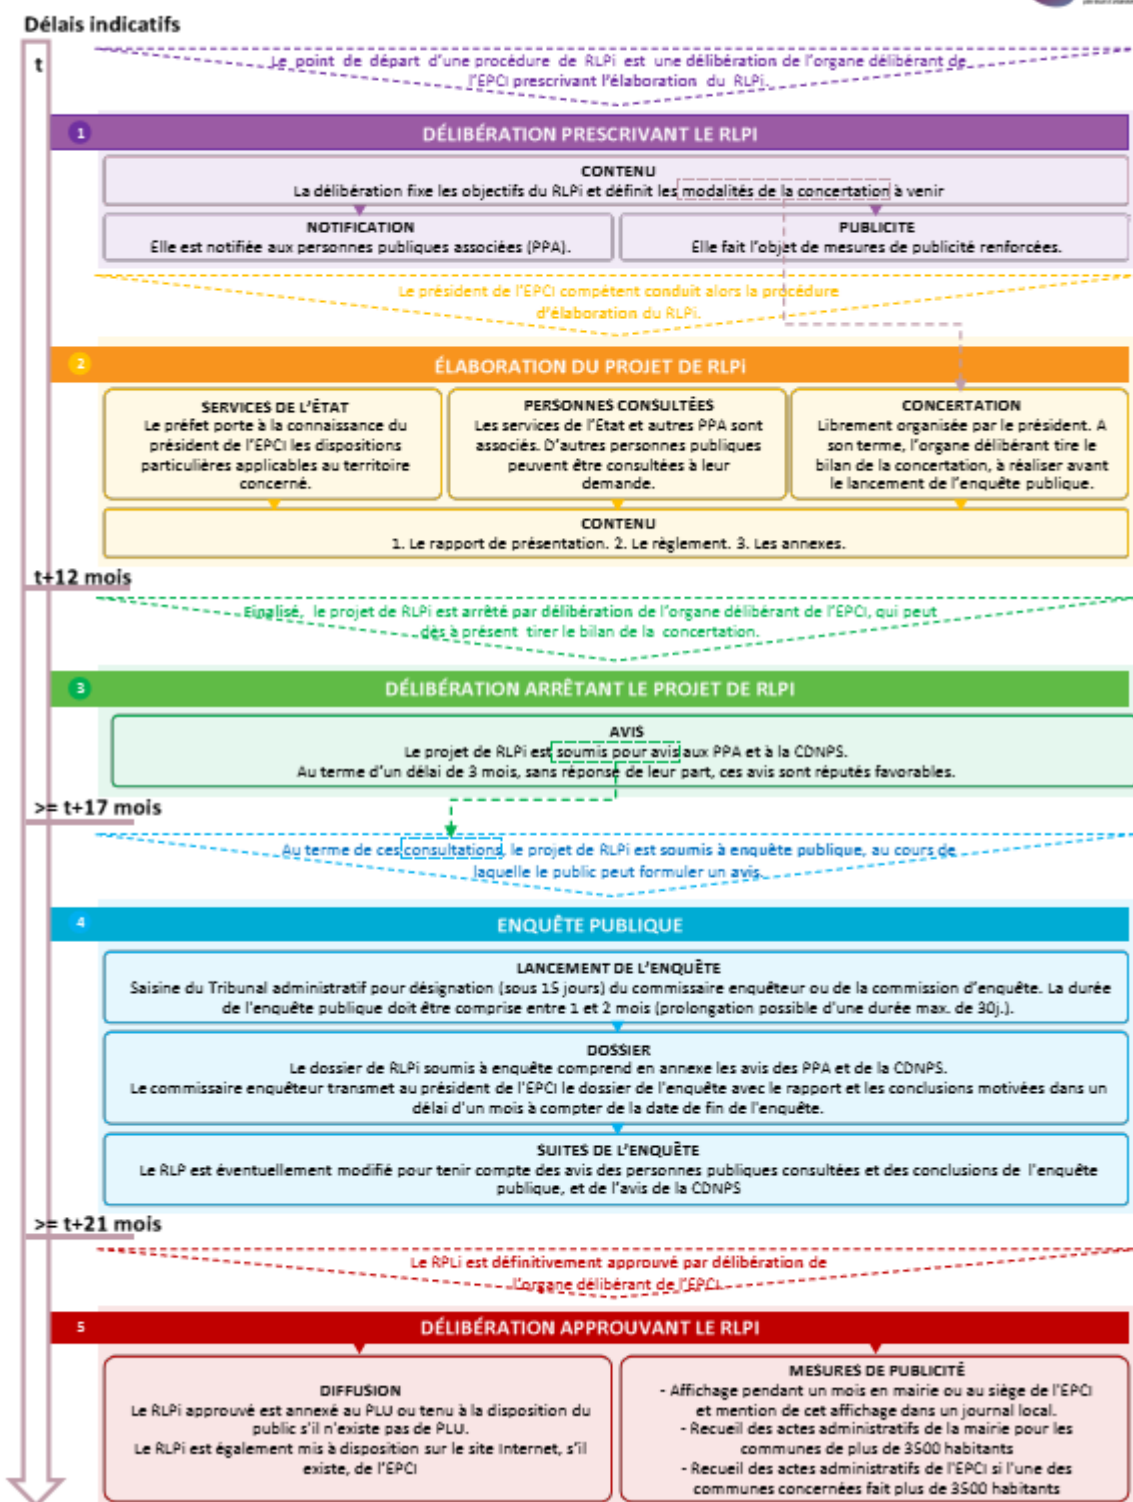 Délais indicatifs
t
Le point de départ d'une procédure de RLPi est une délibération de l'organe délibérant de
l'EPCI prescrivant l'élaboration du RLPi.
1
DÉLIBÉRATION PRESCRIVANT LE RLPI
CONTENU
La délibération fixe les objectifs du RLPi et définit les modalités de la concertation à venir
NOTIFICATION
Elle est notifiée aux personnes publiques associées (PPA).
PUBLICITE
Elle fait l'objet de mesures de publicité renforcées.
Le président de l'EPCI compétent conduit alors la procédure
d'élaboration du RLPi.
2
ÉLABORATION DU PROJET DE RLPi
SERVICES DE L'ÉTAT
Le préfet porte à la connaissance du
président de l'EPCI les dispositions
particulières applicables au territoire
concerné.
PERSONNES CONSULTÉES
Les services de l'Etat et autres PPA sont
associés. D'autres personnes publiques
peuvent être consultées à leur
demande.
CONCERTATION
Librement organisée par le président. A
son terme, l'organe délibérant tire le
bilan de la concertation, à réaliser avant
le lancement de l'enquête publique.
CONTENU
1. Le rapport de présentation. 2. Le règlement. 3. Les annexes.
t+12 mois
Finalisé, le projet de RLPi est arrêté par délibération de l'organe délibérant de l'EPCI, qui peut
dès à présent tirer le bilan de la concertation.
3
DÉLIBÉRATION ARRÊTANT LE PROJET DE RLPI
AVIS
Le projet de RLPi est soumis pour avis aux PPA et à la CDNPS.
Au terme d'un délai de 3 mois, sans réponse de leur part, ces avis sont réputés favorables.
>= t+17 mois
Au terme de ces consultations, le projet de RLPi est soumis à enquête publique, au cours de
laquelle le public peut formuler un avis.
4
ENQUÊTE PUBLIQUE
LANCEMENT DE L'ENQUÊTE
Saisine du Tribunal administratif pour désignation (sous 15 jours) du commissaire enquêteur ou de la commission d'enquête. La durée
de l'enquête publique doit être comprise entre 1 et 2 mois (prolongation possible d'une durée max. de 30j.).
DOSSIER
Le dossier de RLPi soumis à enquête comprend en annexe les avis des PPA et de la CDNPS.
Le commissaire enquêteur transmet au président de l'EPCI le dossier de l'enquête avec le rapport et les conclusions motivées dans un
délai d'un mois à compter de la date de fin de l'enquête.
SUITES DE L'ENQUÊTE
Le RLP est éventuellement modifié pour tenir compte des avis des personnes publiques consultées et des conclusions de l'enquête
publique, et de l'avis de la CDNPS
>= t+21 mois
Le RPLi est définitivement approuvé par délibération de
l'organe délibérant de l'EPCI.
5
DÉLIBÉRATION APPROUVANT LE RLPI
DIFFUSION
Le RLPi approuvé est annexé au PLU ou tenu à la disposition du
public s'il n'existe pas de PLU.
Le RLPi est également mis à disposition sur le site Internet, s'il
existe, de l'EPCI
MESURES DE PUBLICITÉ
- Affichage pendant un mois en mairie ou au siège de l'EPCI
et mention de cet affichage dans un journal local.
- Recueil des actes administratifs de la mairie pour les
communes de plus de 3500 habitants
- Recueil des actes administratifs de l'EPCI si l'une des
communes concernées fait plus de 3500 habitants